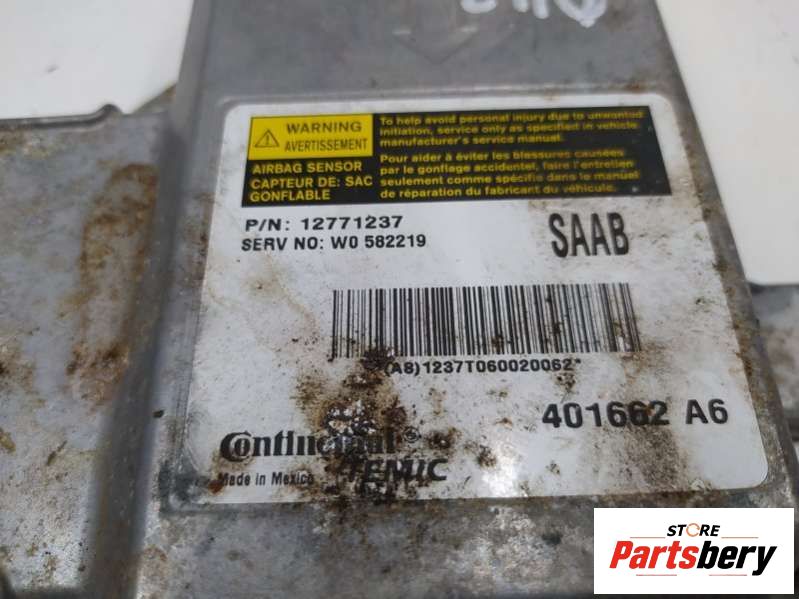 WARNING
AVERTISSEMENT
To help avoid personal injury due to unwanted
initiation, service only as specified in vehicle
manufacturer's service manual.
AIRBAG SENSOR
CAPTEUR DE: SAC
GONFLABLE
Pour aider à éviter les blessures causées
par le gonflage accidentel, faire l'entretien
seulement comme spécifié dans le manuel
de réparation du fabricant du véhicule.
P/N: 12771237
SERV NO: W0 582219
SAAB
(A8)1237T060020062*
401662 A6
Continental
TEMIC
Made in Mexico
STORE
Partsbery